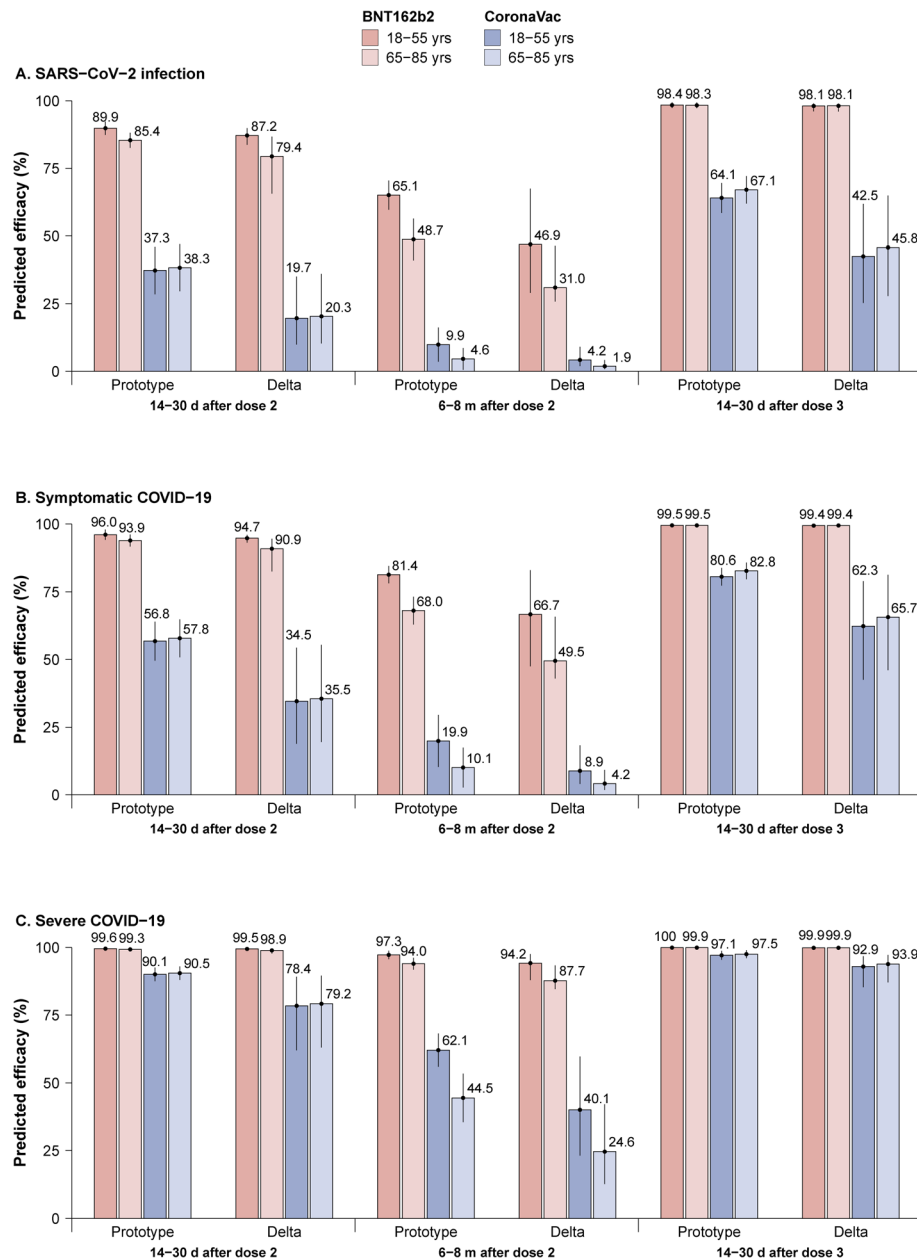 BNT162b2 CoronaVac
18−55 yrs 18−55 yrs
65−85 yrs 65−85 yrs
A. SARS−CoV−2 infection
Predicted efficacy (%)
100
75
50
25
0
89.9 85.4 37.3 38.3 87.2 79.4 19.7 20.3 65.1 48.7 9.9 4.6 46.9 31.0 4.2 1.9 98.4 98.3 64.1 67.1 98.1 98.1 42.5 45.8
Prototype Delta Prototype Delta Prototype Delta
14−30 d after dose 2 6−8 m after dose 2 14−30 d after dose 3
B. Symptomatic COVID−19
Predicted efficacy (%)
100
75
50
25
0
96.0 93.9 56.8 57.8 94.7 90.9 34.5 35.5 81.4 68.0 19.9 10.1 66.7 49.5 8.9 4.2 99.5 99.5 80.6 82.8 99.4 99.4 62.3 65.7
Prototype Delta Prototype Delta Prototype Delta
14−30 d after dose 2 6−8 m after dose 2 14−30 d after dose 3
C. Severe COVID−19
Predicted efficacy (%)
100
75
50
25
0
99.6 99.3 90.1 90.5 99.5 98.9 78.4 79.2 97.3 94.0 62.1 44.5 94.2 87.7 40.1 24.6 100 99.9 97.1 97.5 99.9 99.9 92.9 93.9
Prototype Delta Prototype Delta Prototype Delta
14−30 d after dose 2 6−8 m after dose 2 14−30 d after dose 3